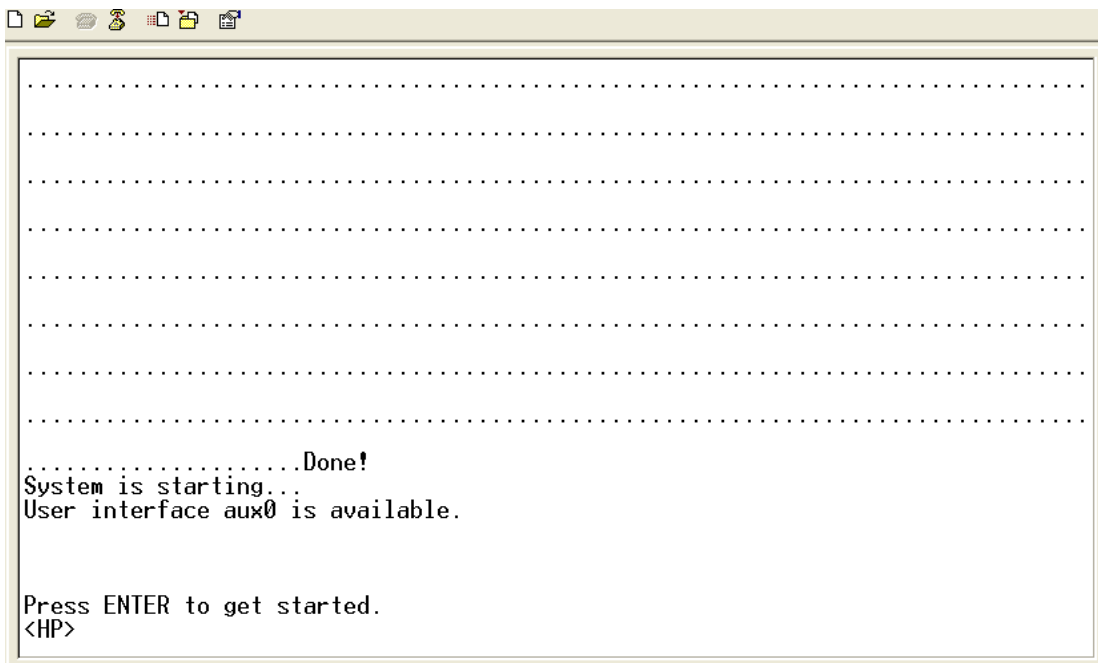 ................................................................................
................................................................................
................................................................................
................................................................................
................................................................................
................................................................................
................................................................................
................................................................................
.....................Done!
System is starting...
User interface aux0 is available.
Press ENTER to get started.
<HP>